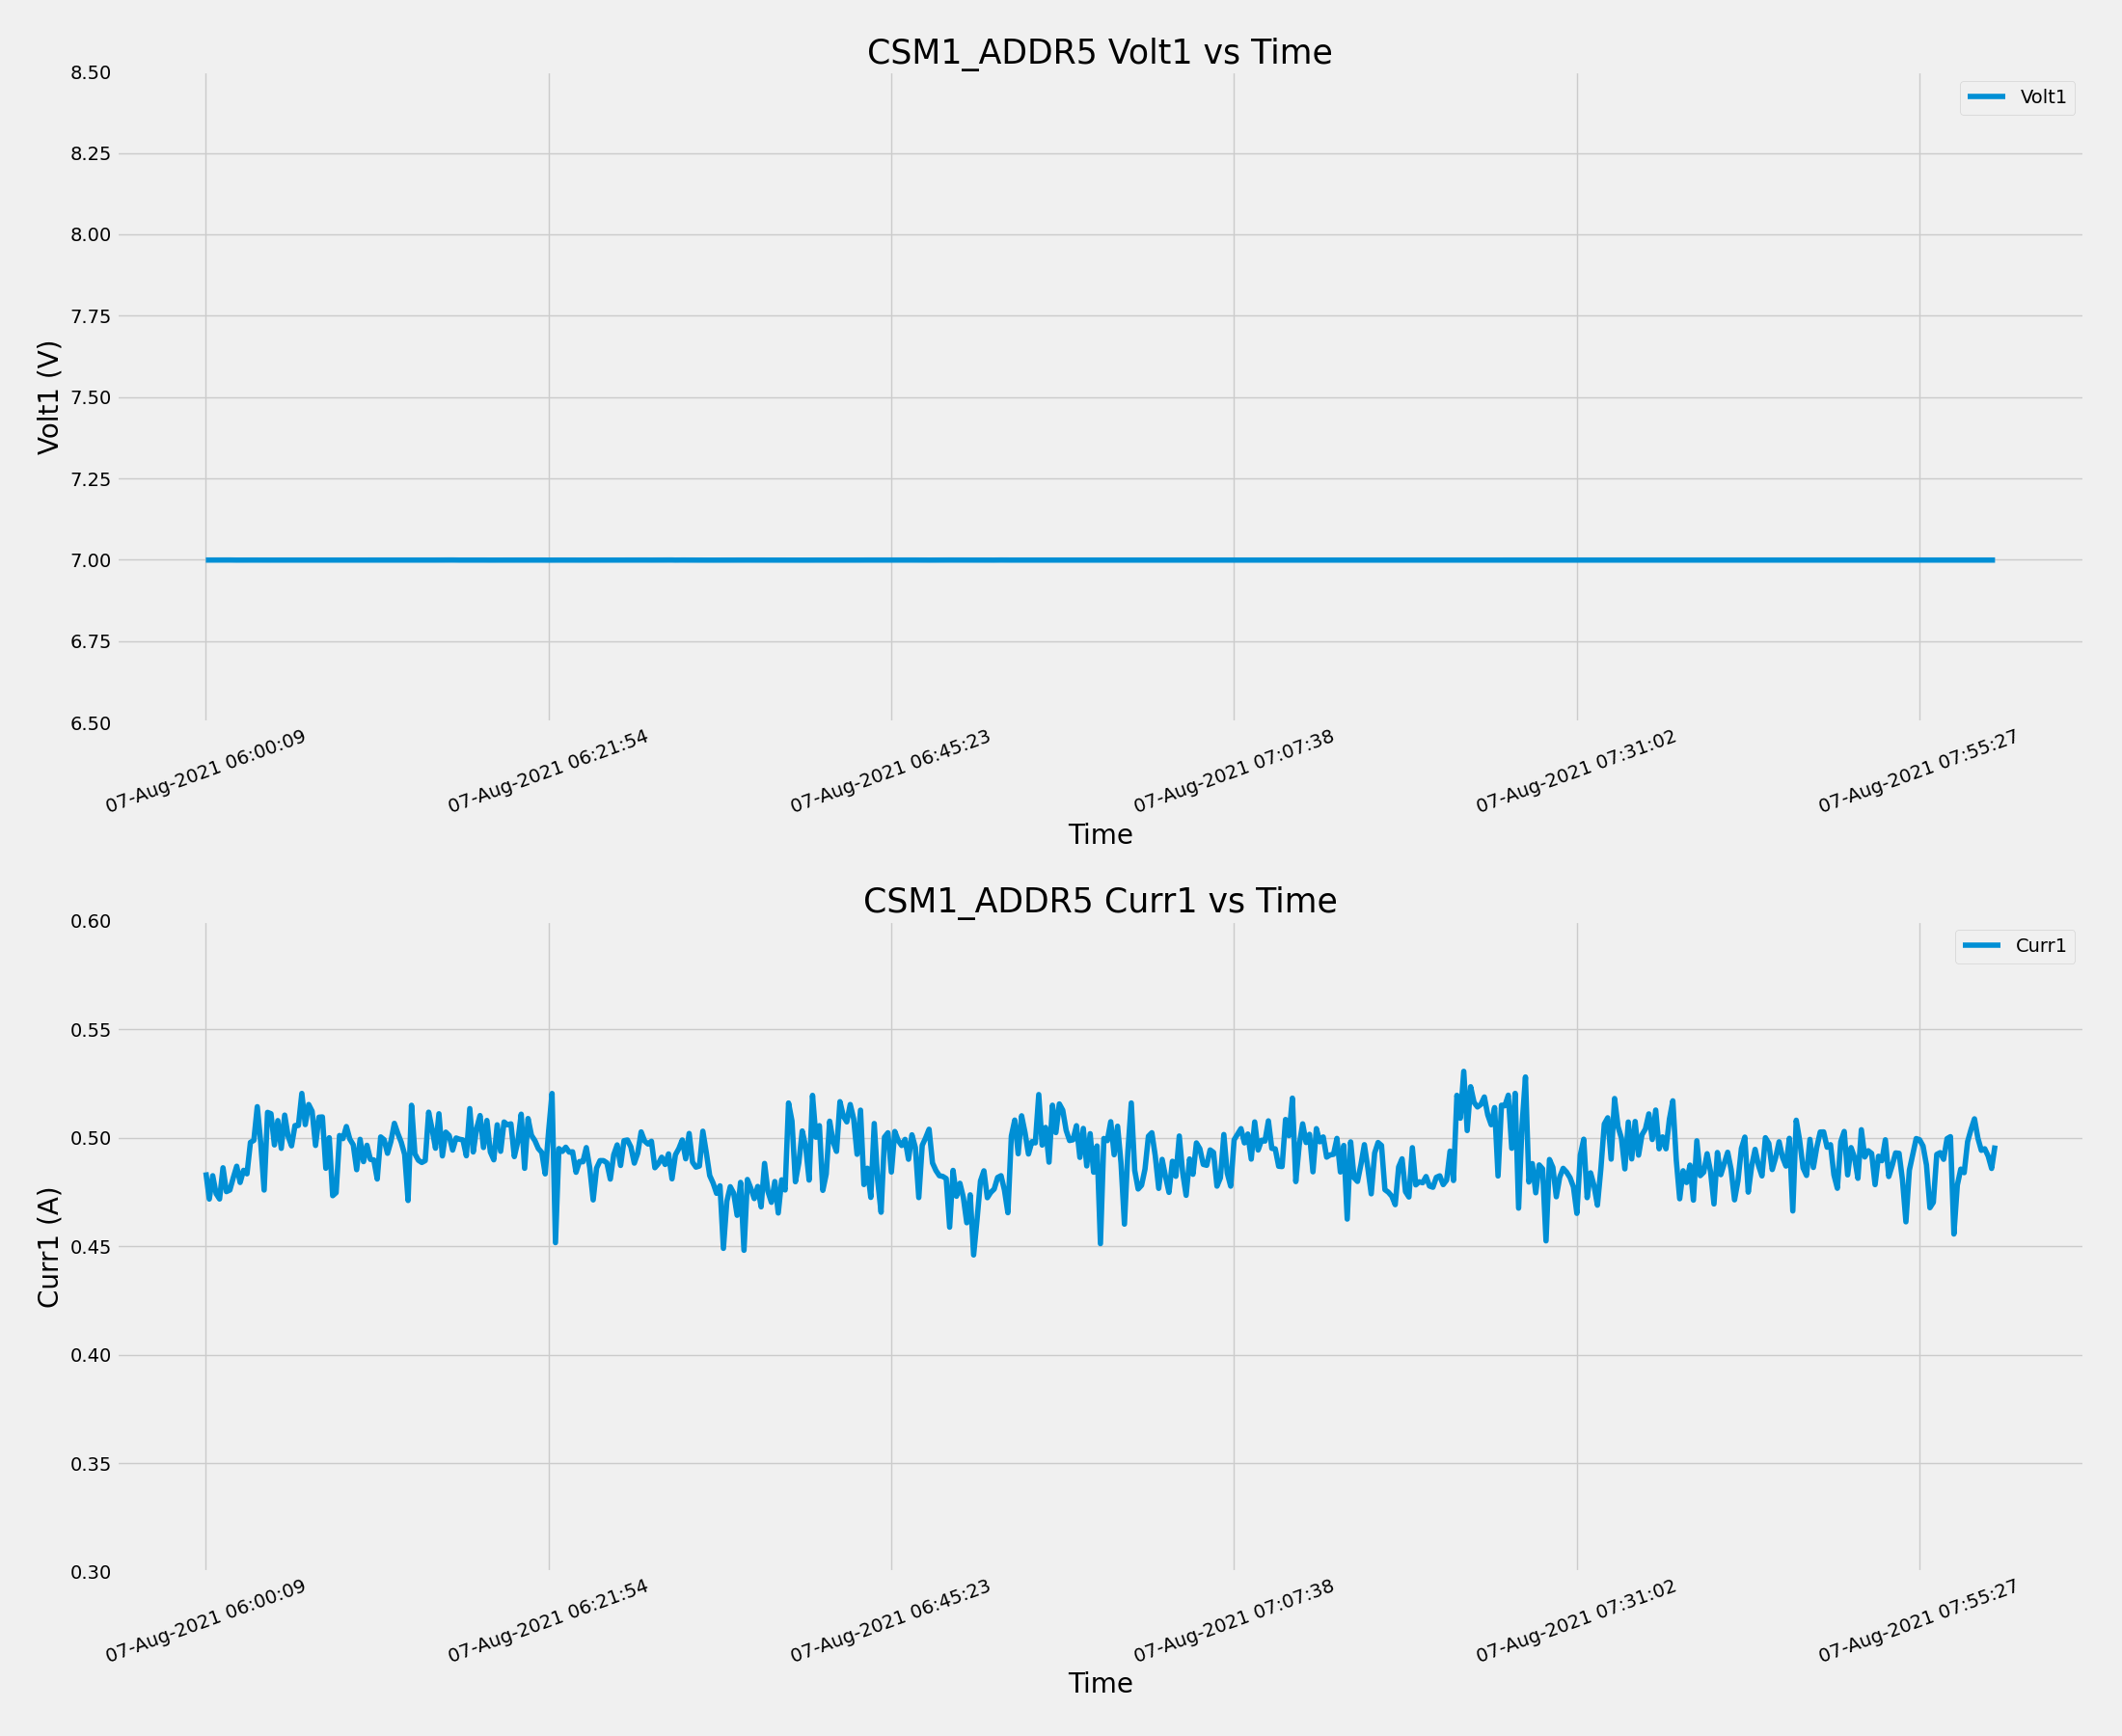 CSM1_ADDR5 Volt1 vs Time
8.50
8.25
8.00
7.75
7.50
7.25
7.00
6.75
6.50
Volt1 (V)
Volt1
07-Aug-2021 06:00:09
07-Aug-2021 06:21:54
07-Aug-2021 06:45:23
07-Aug-2021 07:07:38
07-Aug-2021 07:31:02
07-Aug-2021 07:55:27
Time
CSM1_ADDR5 Curr1 vs Time
0.60
0.55
0.50
0.45
0.40
0.35
0.30
Curr1 (A)
Curr1
07-Aug-2021 06:00:09
07-Aug-2021 06:21:54
07-Aug-2021 06:45:23
07-Aug-2021 07:07:38
07-Aug-2021 07:31:02
07-Aug-2021 07:55:27
Time